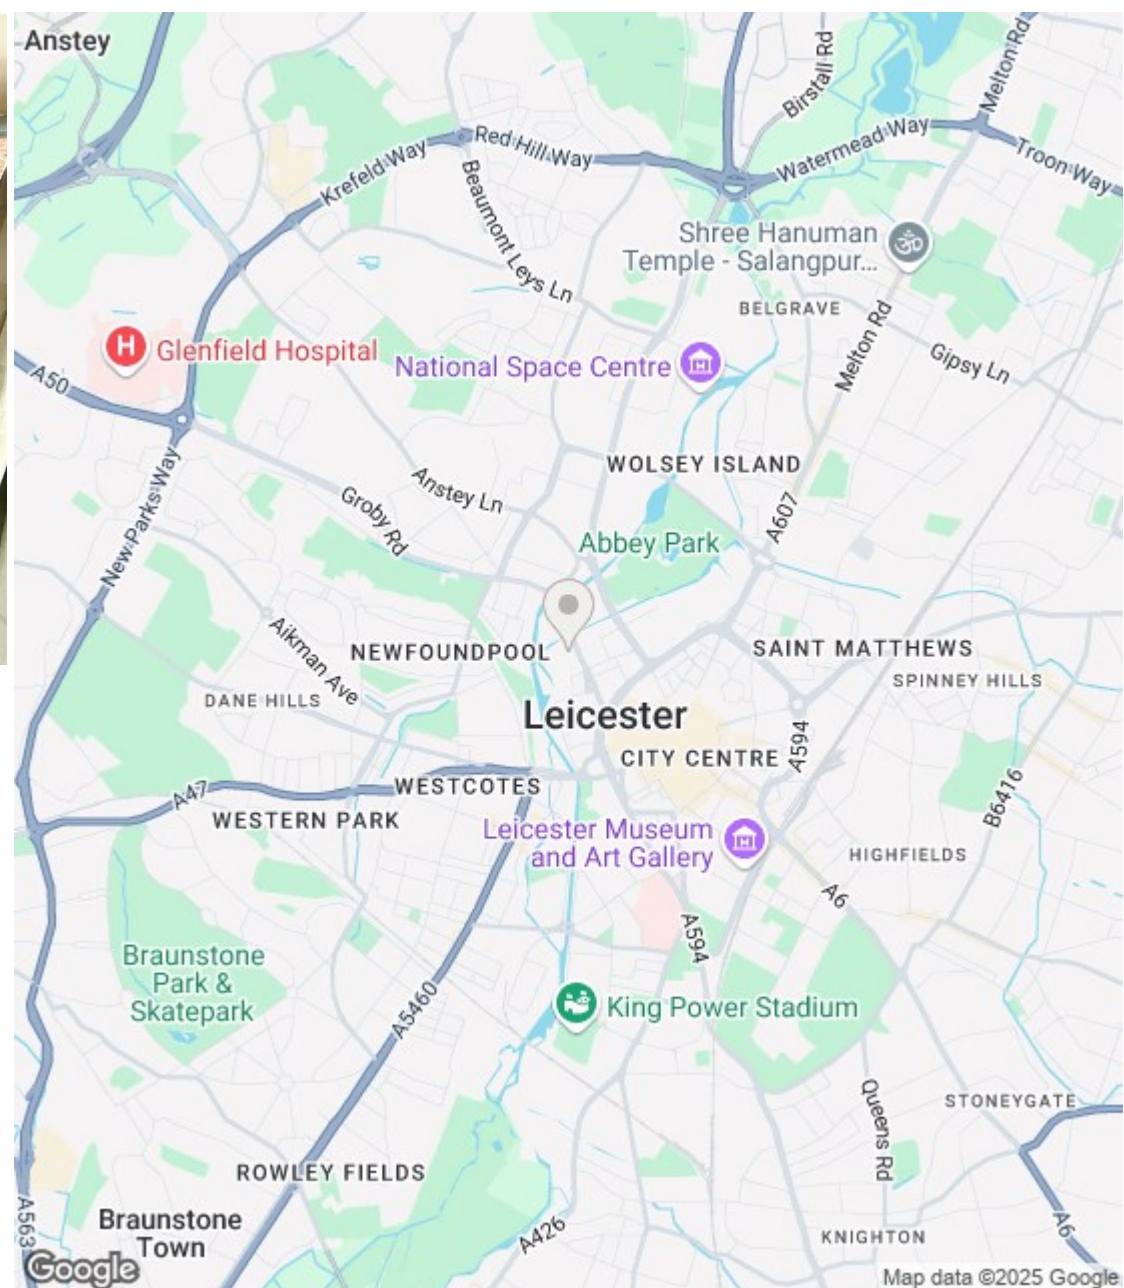 Anstey
Birstall Rd
Melton Rd
Red Hill Way
Watermead Way
Troon Way
Krefeld Way
Beaumont Leys Ln
Shree Hanuman
Temple - Salangpur...
BELGRAVE
Glenfield Hospital
National Space Centre
Melton Rd
Gipsy Ln
A50
WOLSEY ISLAND
Anstey Ln
New Parks Way
Groby Rd
A607
Abbey Park
Aikman Ave
NEWFOUNDPOOL
SAINT MATTHEWS
SPINNEY HILLS
DANE HILLS
Leicester
CITY CENTRE
A594
WESTCOTES
A47
B6416
WESTERN PARK
Leicester Museum
and Art Gallery
HIGHFIELDS
A6
A594
Braunstone
Park &
Skatepark
A5460
King Power Stadium
Queens Rd
STONEYGATE
ROWLEY FIELDS
A563
Braunstone
Town
A426
KNIGHTON
A6
Google
Map data ©2025 Google
H
ॐ